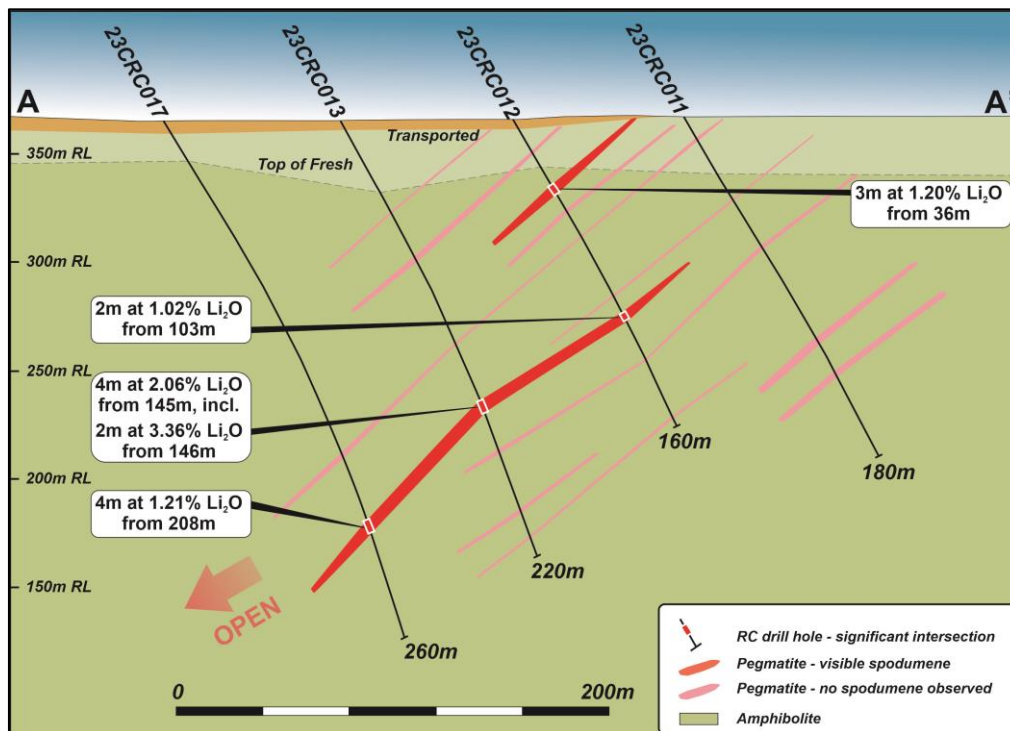 23CRC017
23CRC013
23CRC012
23CRC011
A
A'
Transported
Top of Fresh
350m RL
300m RL
250m RL
200m RL
150m RL
3m at 1.20% Li₂O
from 36m
2m at 1.02% Li₂O
from 103m
4m at 2.06% Li₂O
from 145m, incl.
2m at 3.36% Li₂O
from 146m
4m at 1.21% Li₂O
from 208m
160m
180m
220m
260m
OPEN
0
200m
RC drill hole - significant intersection
Pegmatite - visible spodumene
Pegmatite - no spodumene observed
Amphibolite